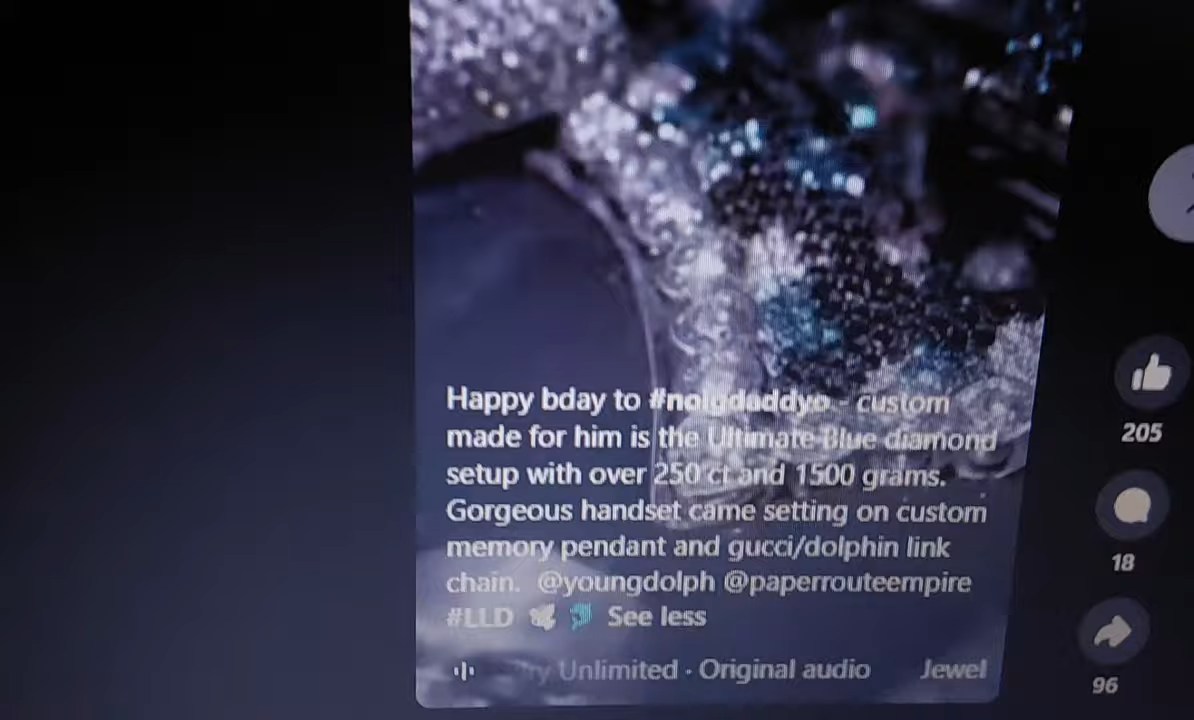 Happy bday to #noigdaddyo - custom
made for him is the Ultimate Blue diamond
setup with over 250 ct and 1500 grams.
Gorgeous handset came setting on custom
memory pendant and gucci/dolphin link
chain. @youngdolph @paperrouteempire
#LLD 🕊 🐬 See less
Unlimited · Original audio Jewel
205
18
96